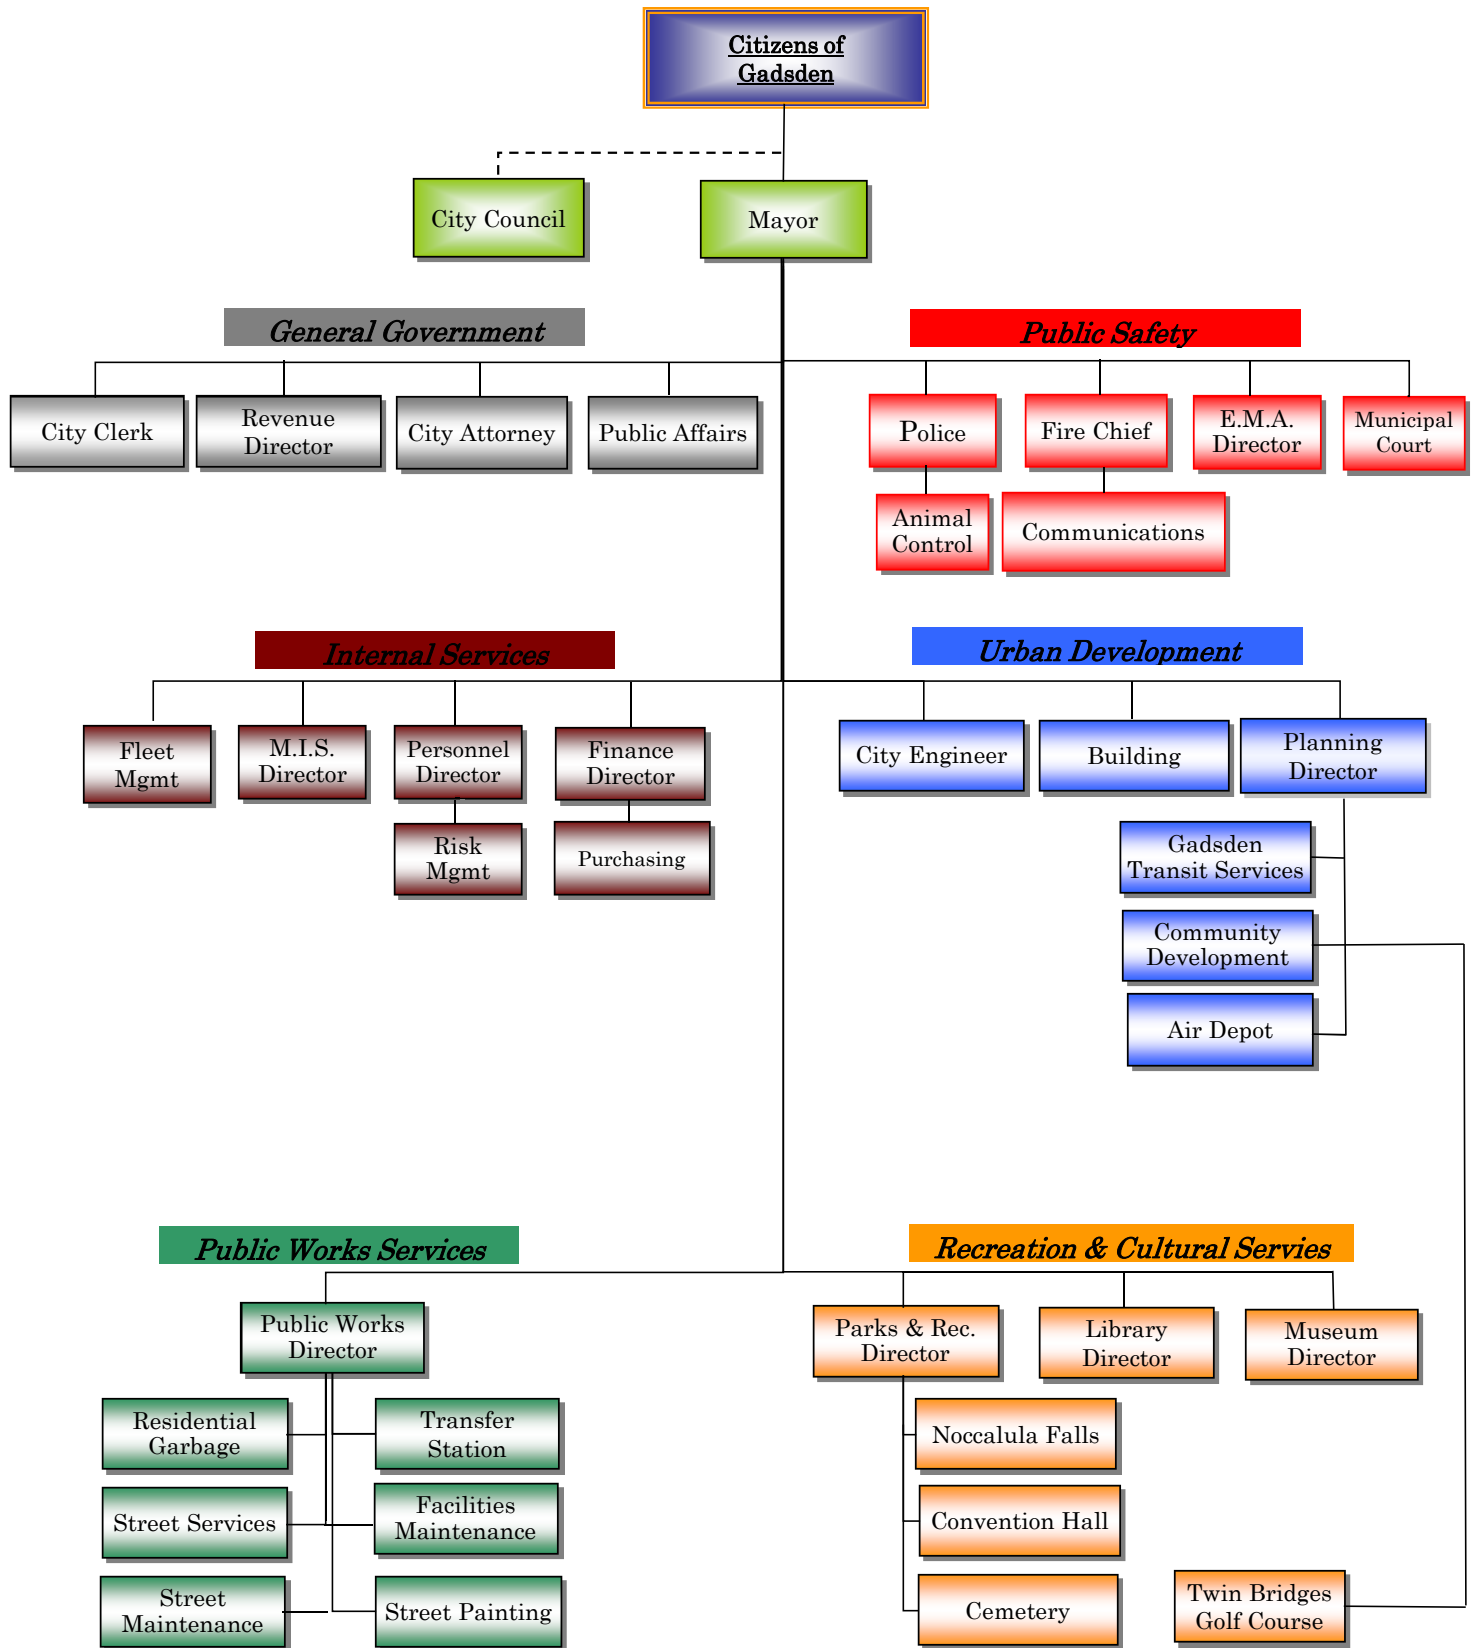 Citizens of
Gadsden
City Council
Mayor
General Government
Public Safety
City Clerk
Revenue
Director
City Attorney
Public Affairs
Police
Fire Chief
E.M.A.
Director
Municipal
Court
Animal
Control
Communications
Internal Services
Urban Development
Fleet
Mgmt
M.I.S.
Director
Personnel
Director
Finance
Director
City Engineer
Building
Planning
Director
Risk
Mgmt
Purchasing
Gadsden
Transit Services
Community
Development
Air Depot
Public Works Services
Recreation & Cultural Servies
Public Works
Director
Parks & Rec.
Director
Library
Director
Museum
Director
Residential
Garbage
Transfer
Station
Noccalula Falls
Street Services
Facilities
Maintenance
Convention Hall
Street
Maintenance
Street Painting
Cemetery
Twin Bridges
Golf Course